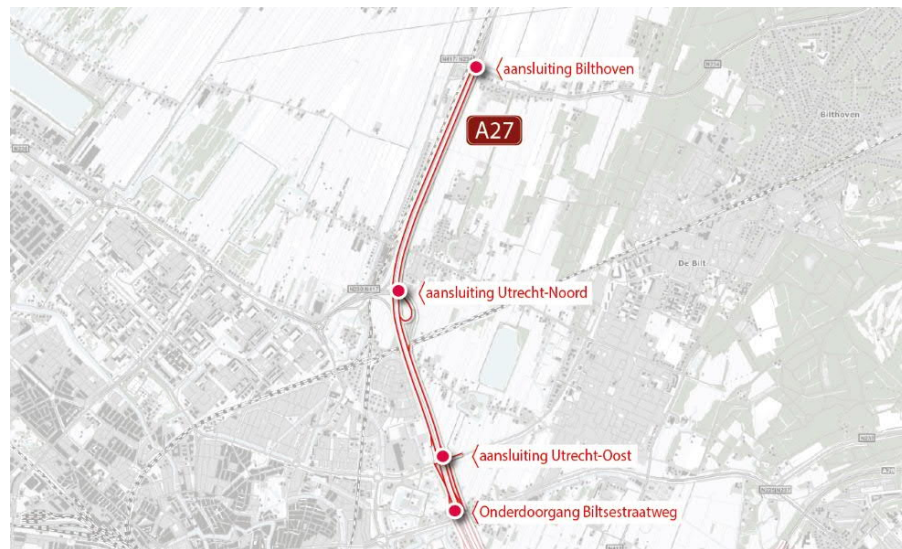 aansluiting Bilthoven
A27
Bilthoven
De Bilt
aansluiting Utrecht-Noord
aansluiting Utrecht-Oost
Onderdoorgang Biltsestraatweg